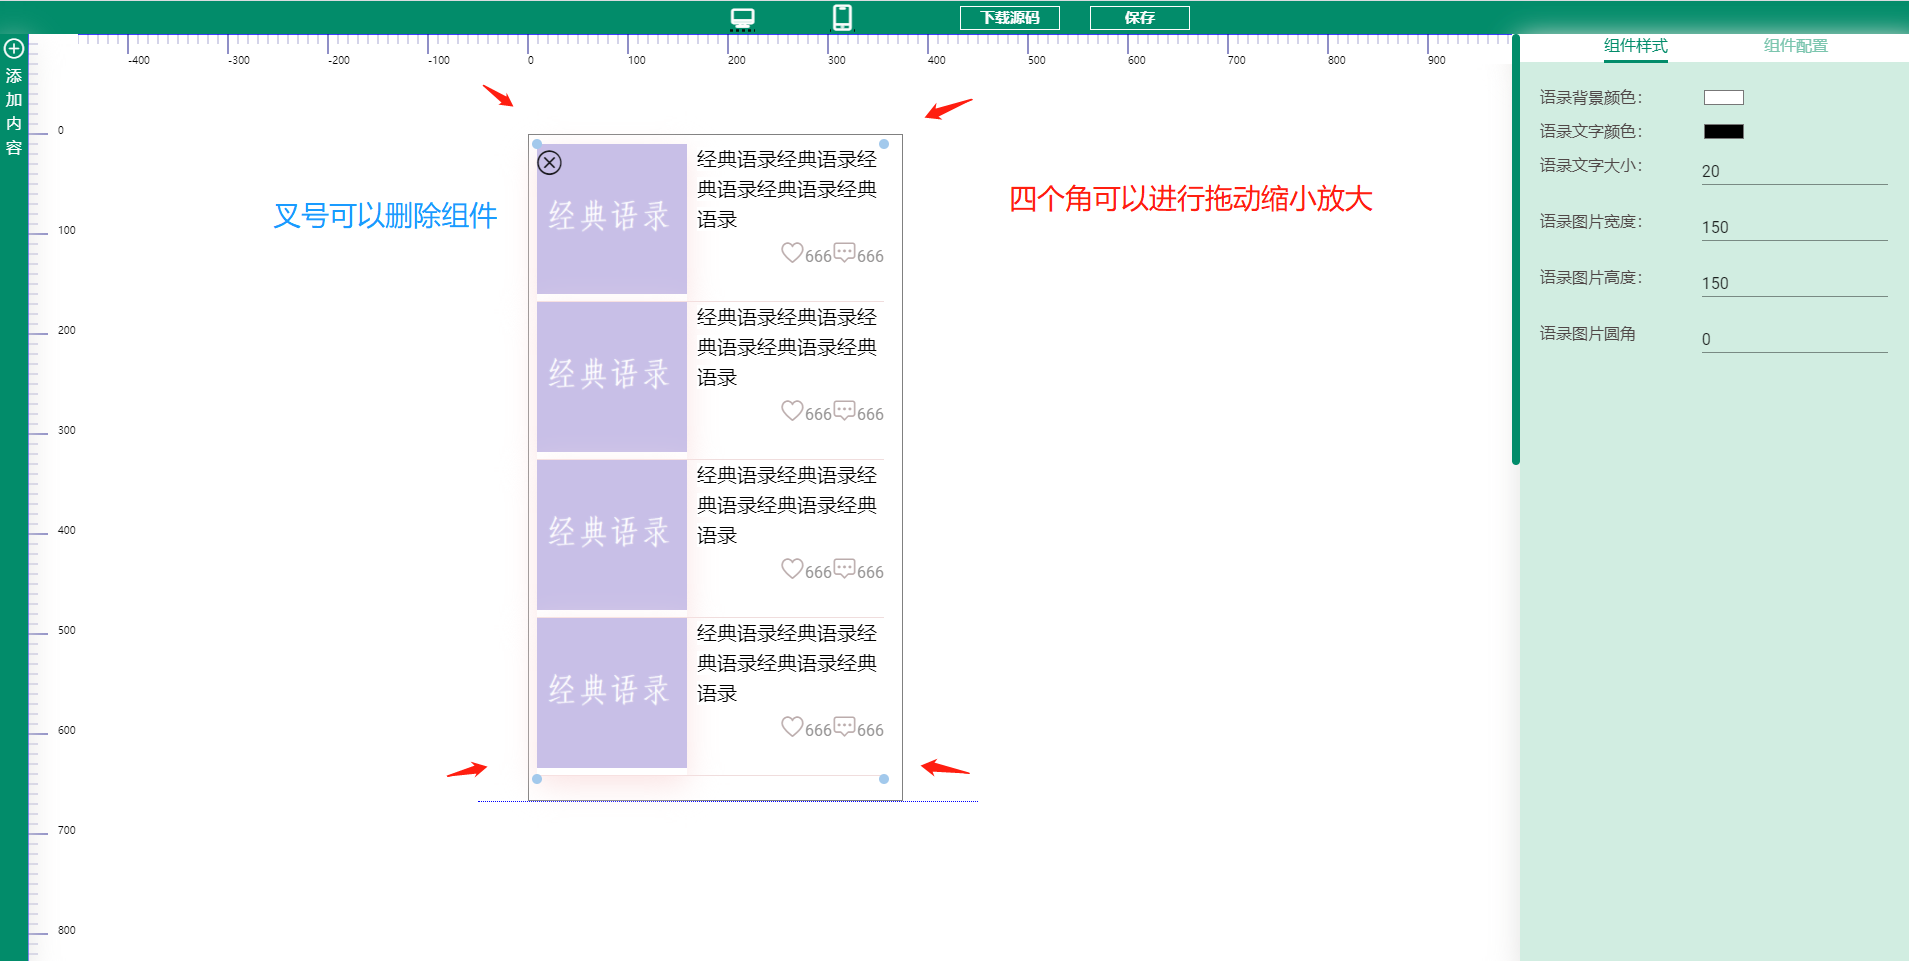 下载源码
保存
添加内容
-400
-300
-200
-100
0
100
200
300
400
500
600
700
800
900
0
100
200
300
400
500
600
700
800
叉号可以删除组件
四个角可以进行拖动缩小放大
经典语录
经典语录经典语录经
典语录经典语录经典
语录
666
666
经典语录
经典语录经典语录经
典语录经典语录经典
语录
666
666
经典语录
经典语录经典语录经
典语录经典语录经典
语录
666
666
经典语录
经典语录经典语录经
典语录经典语录经典
语录
666
666
组件样式
组件配置
语录背景颜色:
语录文字颜色:
语录文字大小:
20
语录图片宽度:
150
语录图片高度:
150
语录图片圆角
0